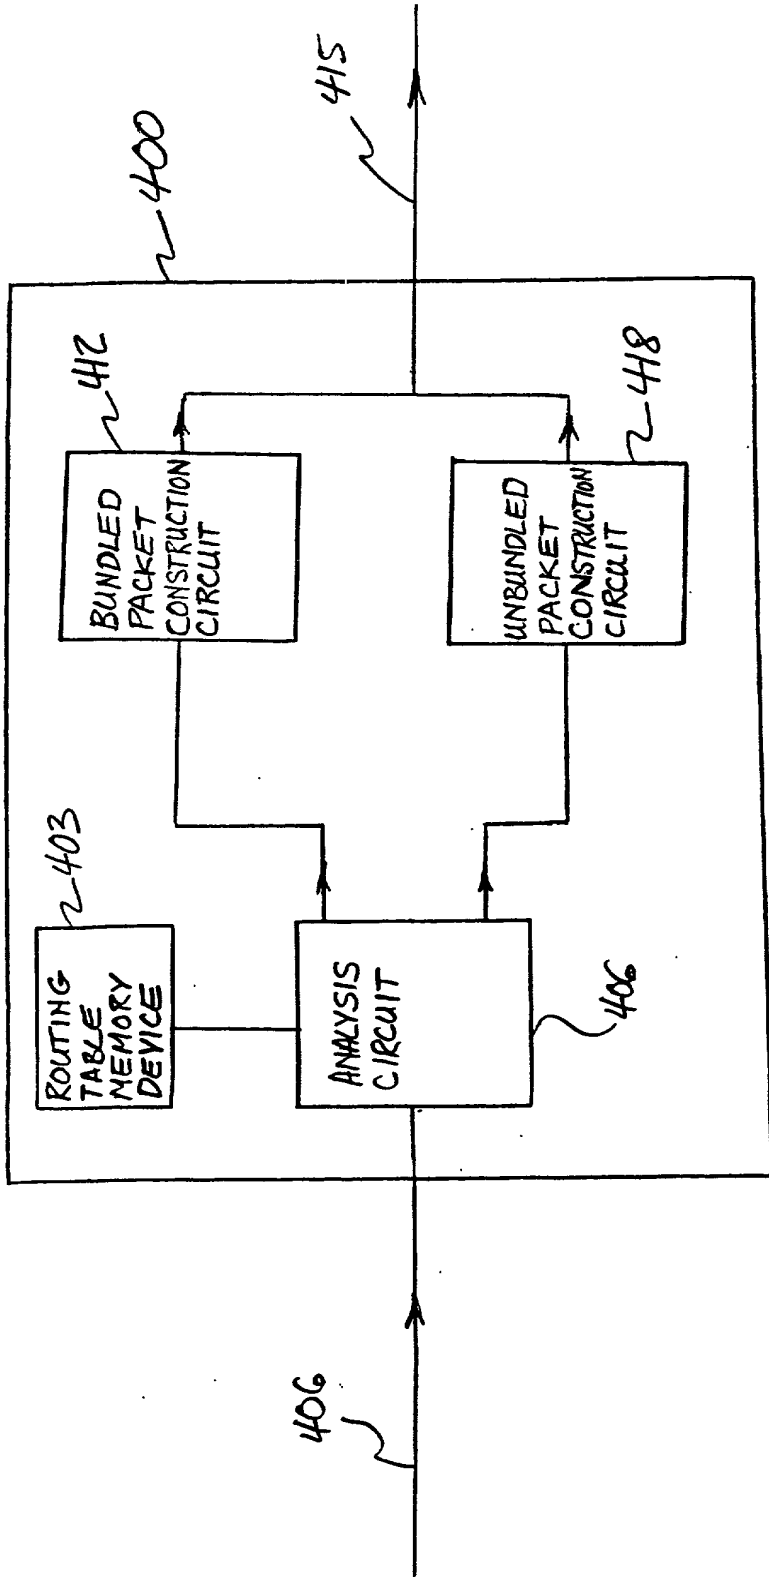 400
415
ROUTING
TABLE
MEMORY
DEVICE
403
BUNDLED
PACKET
CONSTRUCTION
CIRCUIT
412
406
ANALYSIS
CIRCUIT
406
UNBUNDLED
PACKET
CONSTRUCTION
CIRCUIT
418